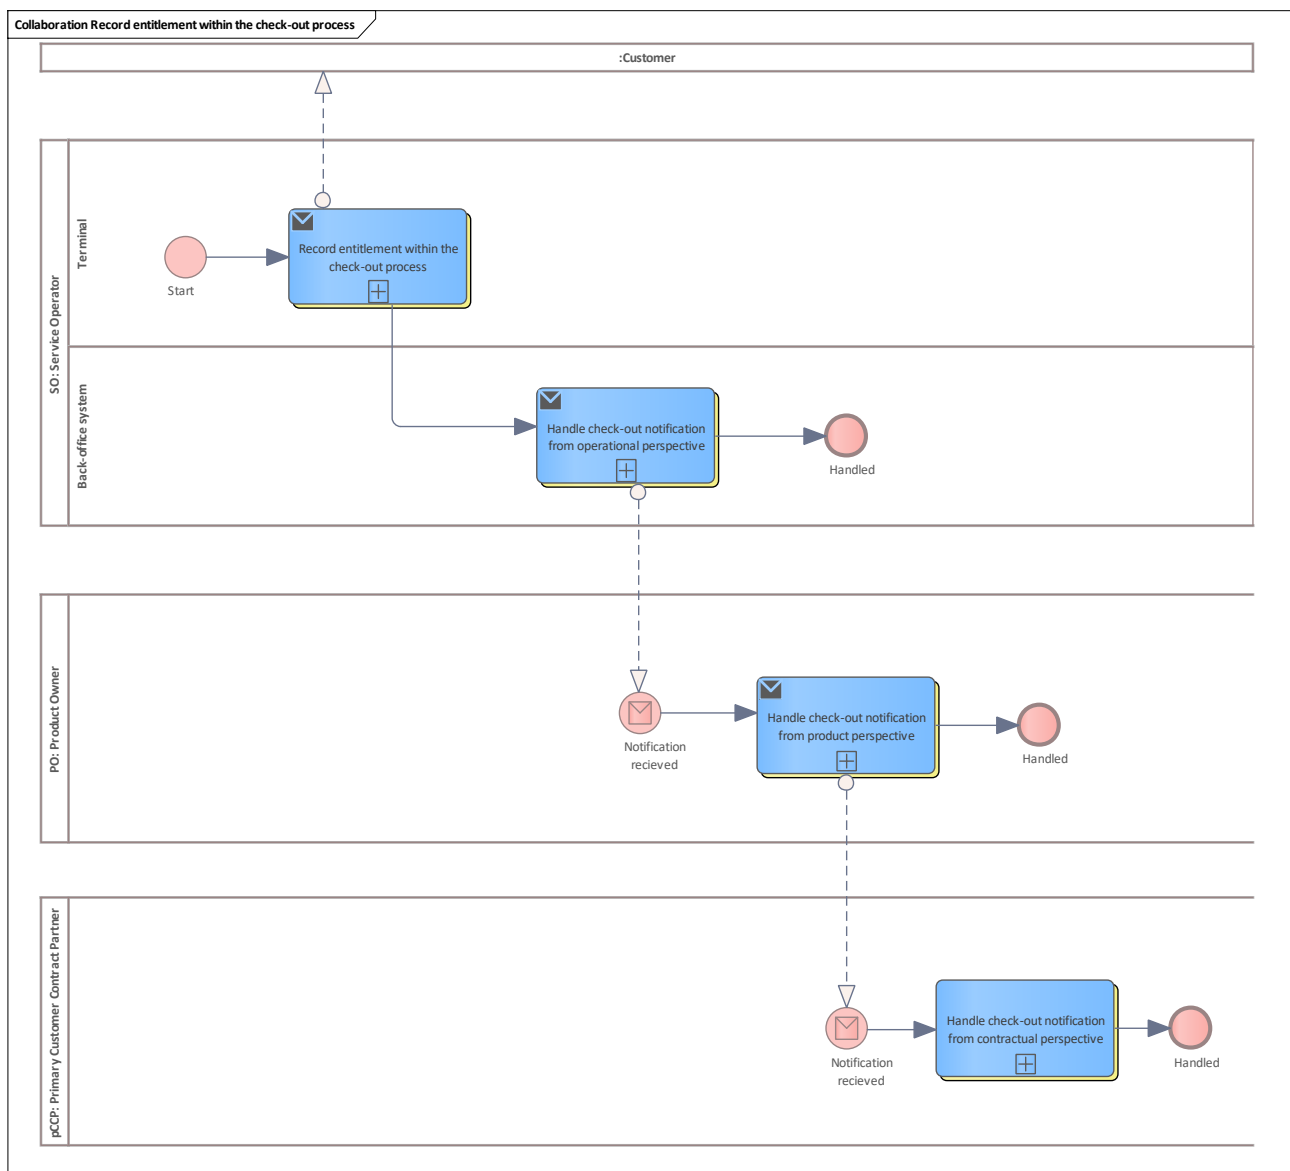 Collaboration Record entitlement within the check-out process
:Customer
SO: Service Operator
Terminal
Start
Record entitlement within the
check-out process
Back-office system
Handle check-out notification
from operational perspective
Handled
PO: Product Owner
Notification
recieved
Handle check-out notification
from product perspective
Handled
pCCP: Primary Customer Contract Partner
Notification
recieved
Handle check-out notification
from contractual perspective
Handled